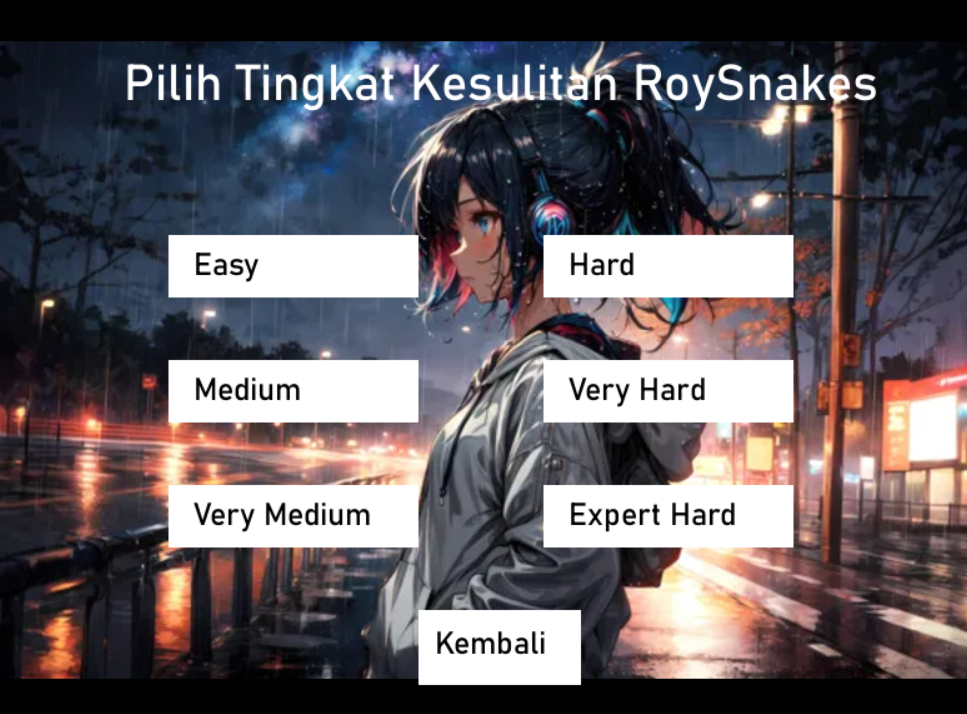 Pilih Tingkat Kesulitan RoySnakes
Easy
Hard
Medium
Very Hard
Very Medium
Expert Hard
Kembali